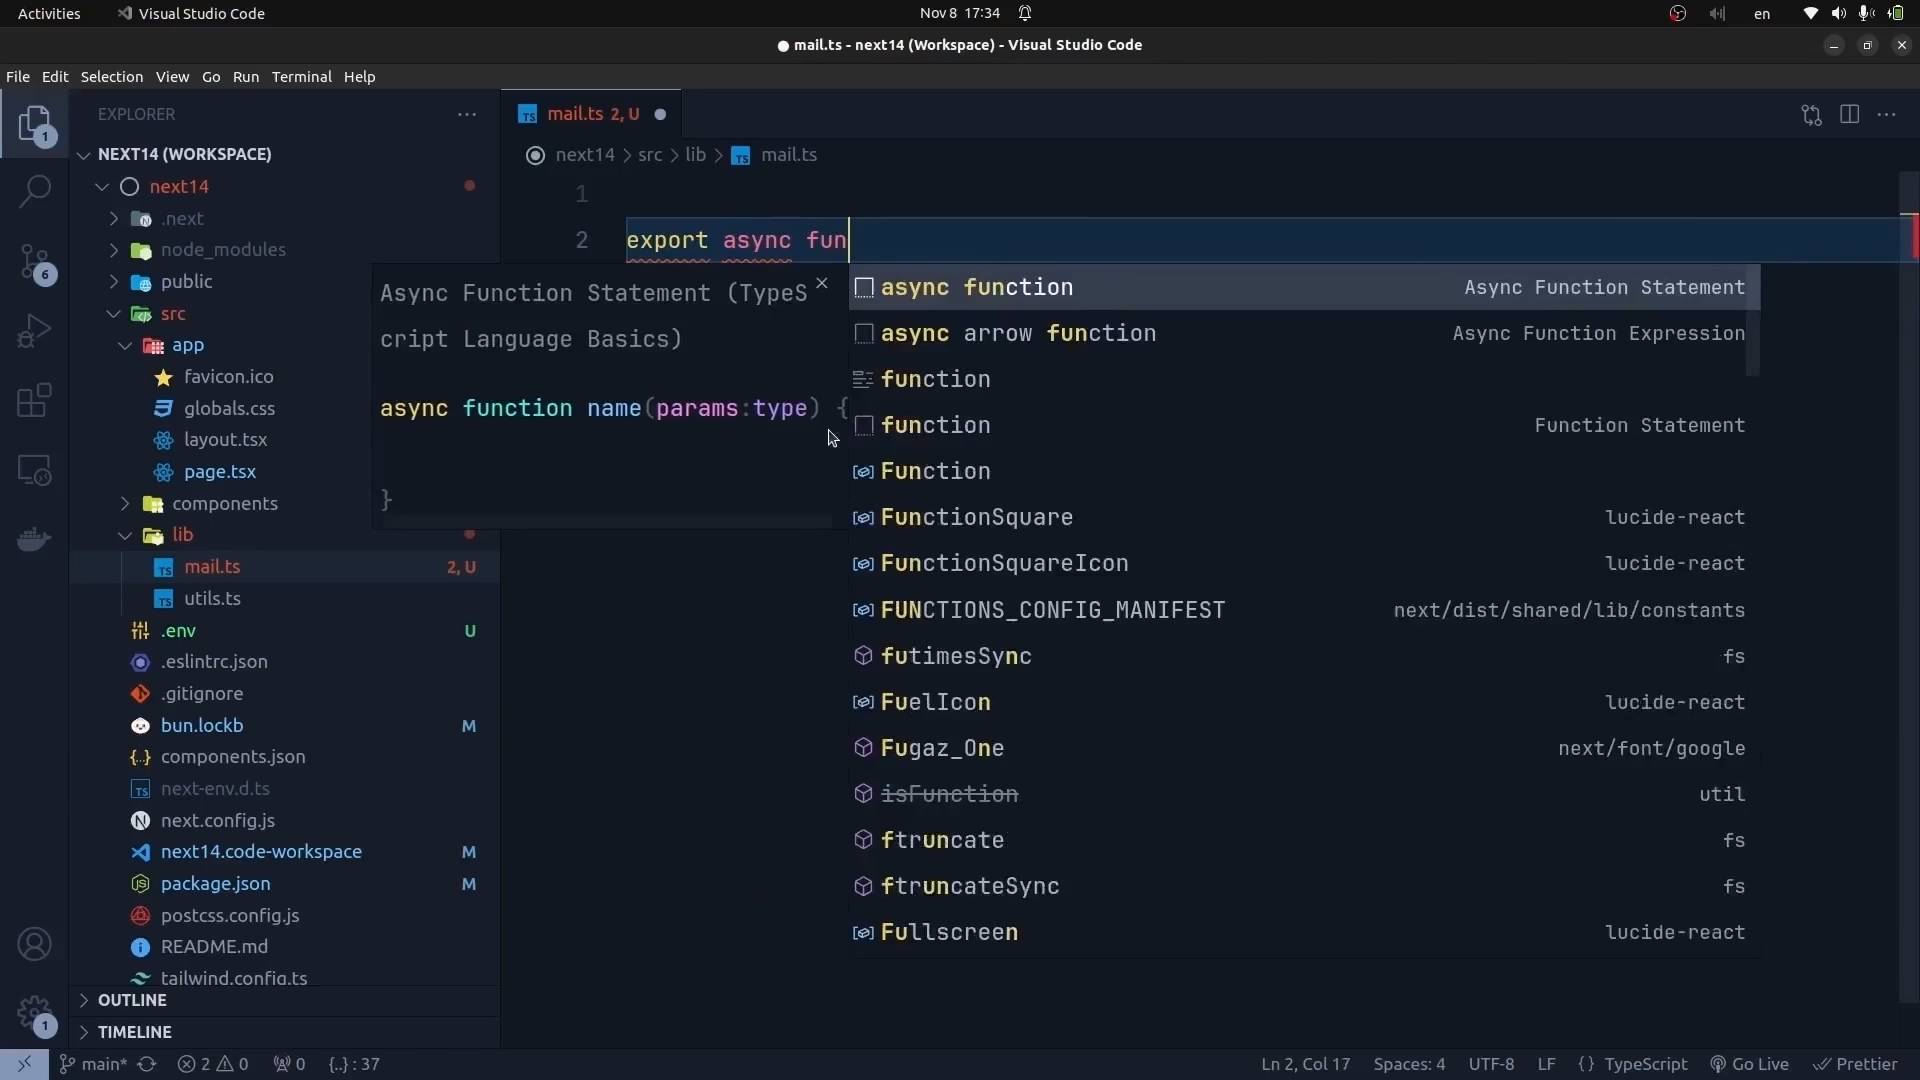 Activities
Visual Studio Code
Nov 8 17:34
en
mail.ts - next14 (Workspace) - Visual Studio Code
File Edit Selection View Go Run Terminal Help
EXPLORER
NEXT14 (WORKSPACE)
next14
.next
node_modules
public
src
app
favicon.ico
globals.css
layout.tsx
page.tsx
components
lib
mail.ts 2, U
utils.ts
.env U
.eslintrc.json
.gitignore
bun.lockb M
components.json
next-env.d.ts
next.config.js
next14.code-workspace M
package.json M
postcss.config.js
README.md
tailwind.config.ts
OUTLINE
TIMELINE
1
6
1
mail.ts 2, U
next14 > src > lib > mail.ts
1
2 export async fun
Async Function Statement (TypeS
cript Language Basics)
async function name(params:type) {
}
async function Async Function Statement
async arrow function Async Function Expression
function
function Function Statement
Function
FunctionSquare lucide-react
FunctionSquareIcon lucide-react
FUNCTIONS_CONFIG_MANIFEST next/dist/shared/lib/constants
futimesSync fs
FuelIcon lucide-react
Fugaz_One next/font/google
isFunction util
ftruncate fs
ftruncateSync fs
Fullscreen lucide-react
main* 2 0 0 {..} : 37
Ln 2, Col 17 Spaces: 4 UTF-8 LF {} TypeScript Go Live Prettier